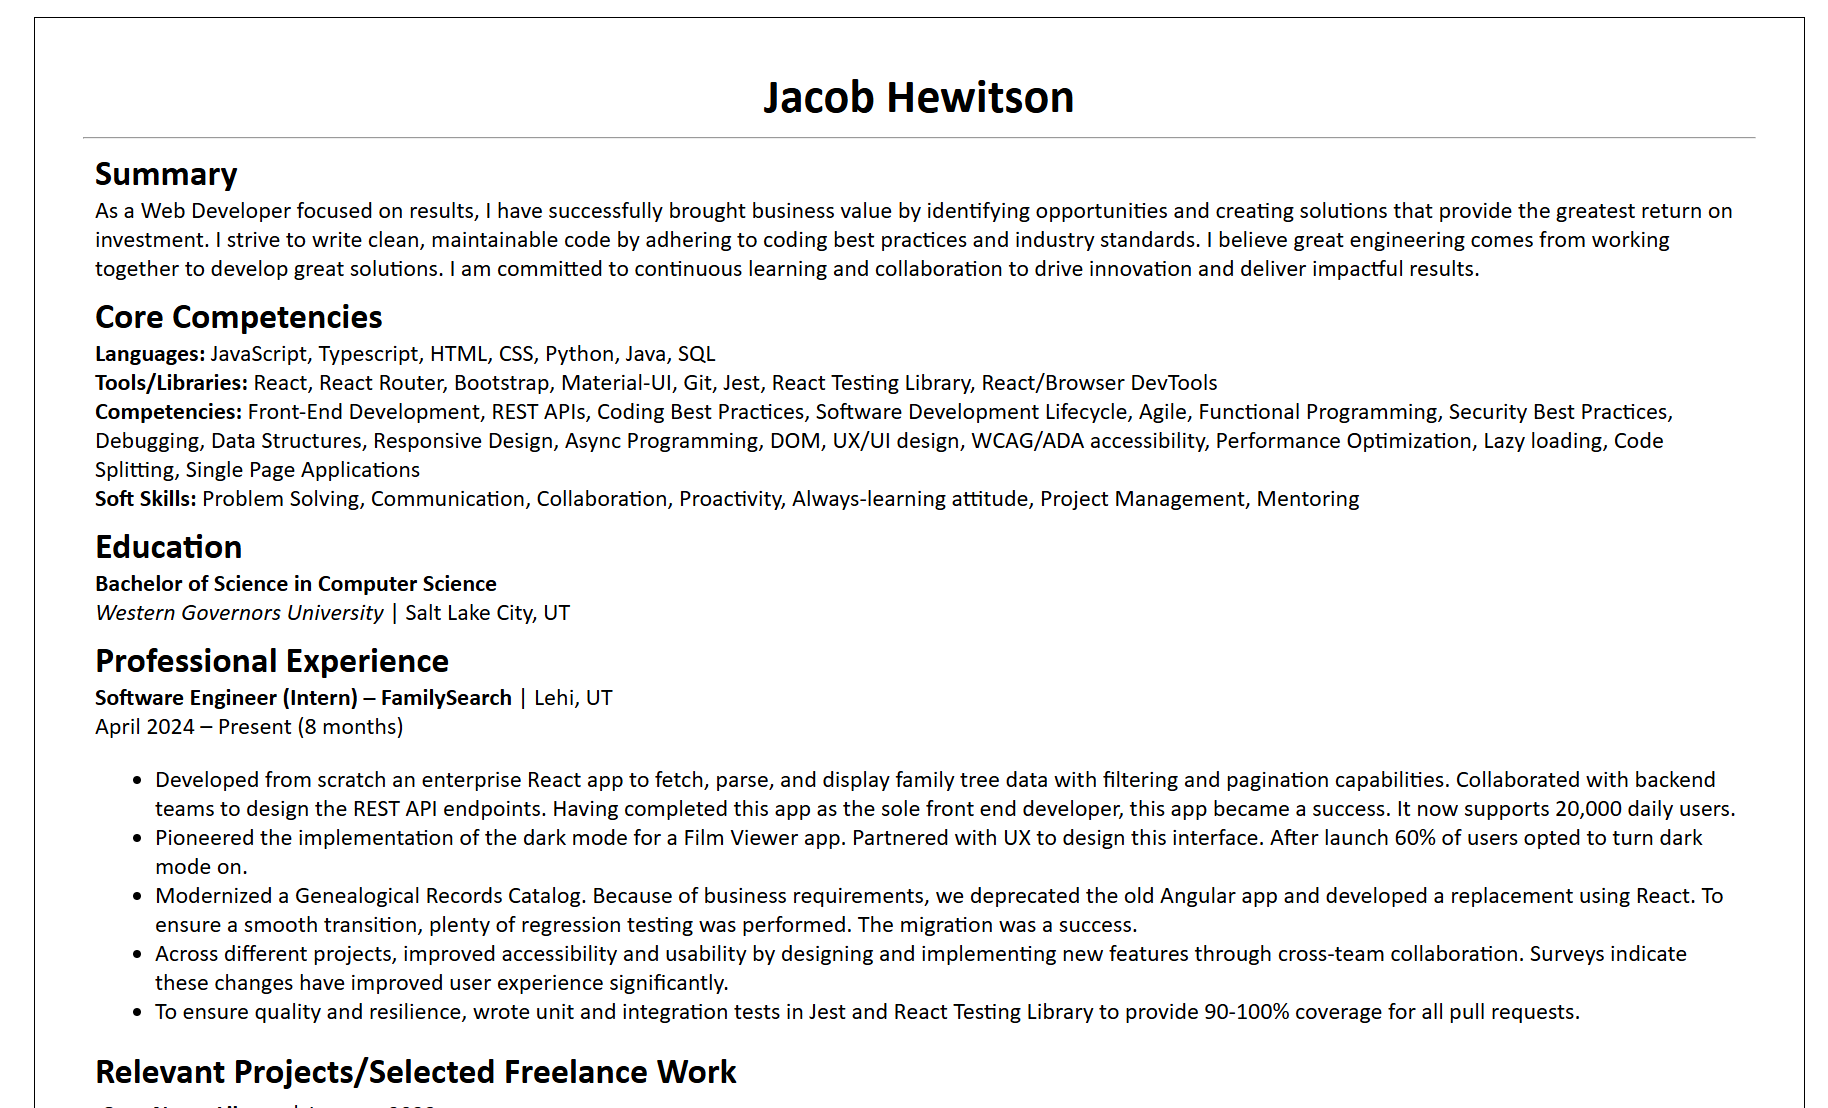 Jacob Hewitson
Summary
As a Web Developer focused on results, I have successfully brought business value by identifying opportunities and creating solutions that provide the greatest return on
investment. I strive to write clean, maintainable code by adhering to coding best practices and industry standards. I believe great engineering comes from working
together to develop great solutions. I am committed to continuous learning and collaboration to drive innovation and deliver impactful results.
Core Competencies
Languages: JavaScript, Typescript, HTML, CSS, Python, Java, SQL
Tools/Libraries: React, React Router, Bootstrap, Material-UI, Git, Jest, React Testing Library, React/Browser DevTools
Competencies: Front-End Development, REST APIs, Coding Best Practices, Software Development Lifecycle, Agile, Functional Programming, Security Best Practices,
Debugging, Data Structures, Responsive Design, Async Programming, DOM, UX/UI design, WCAG/ADA accessibility, Performance Optimization, Lazy loading, Code
Splitting, Single Page Applications
Soft Skills: Problem Solving, Communication, Collaboration, Proactivity, Always-learning attitude, Project Management, Mentoring
Education
Bachelor of Science in Computer Science
Western Governors University | Salt Lake City, UT
Professional Experience
Software Engineer (Intern) – FamilySearch | Lehi, UT
April 2024 – Present (8 months)
• Developed from scratch an enterprise React app to fetch, parse, and display family tree data with filtering and pagination capabilities. Collaborated with backend
teams to design the REST API endpoints. Having completed this app as the sole front end developer, this app became a success. It now supports 20,000 daily users.
• Pioneered the implementation of the dark mode for a Film Viewer app. Partnered with UX to design this interface. After launch 60% of users opted to turn dark
mode on.
• Modernized a Genealogical Records Catalog. Because of business requirements, we deprecated the old Angular app and developed a replacement using React. To
ensure a smooth transition, plenty of regression testing was performed. The migration was a success.
• Across different projects, improved accessibility and usability by designing and implementing new features through cross-team collaboration. Surveys indicate
these changes have improved user experience significantly.
• To ensure quality and resilience, wrote unit and integration tests in Jest and React Testing Library to provide 90-100% coverage for all pull requests.
Relevant Projects/Selected Freelance Work